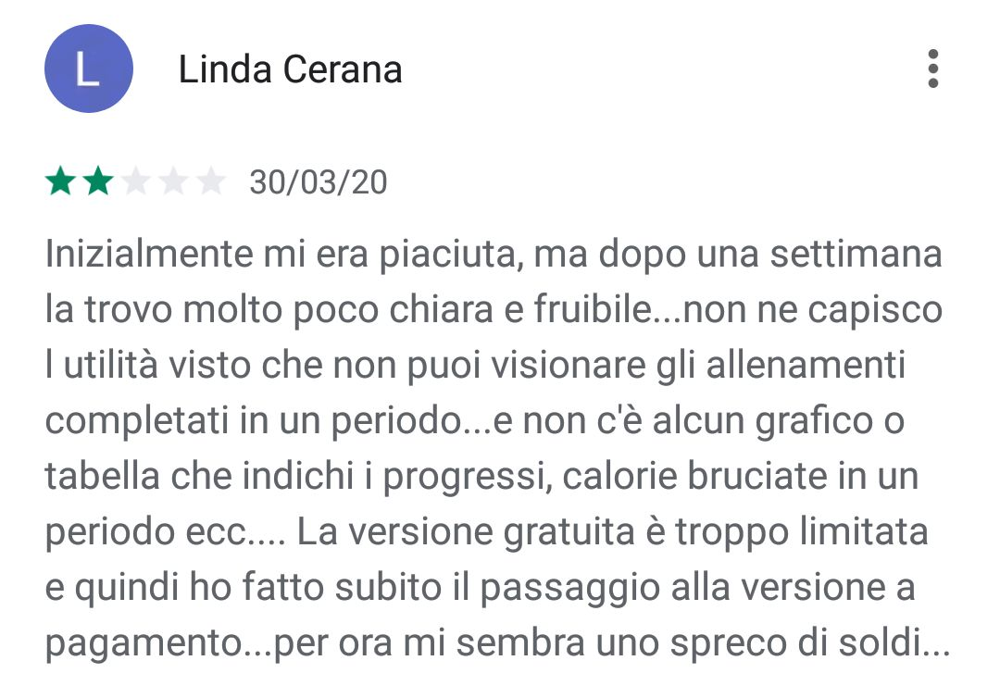 L
Linda Cerana
30/03/20
Inizialmente mi era piaciuta, ma dopo una settimana
la trovo molto poco chiara e fruibile...non ne capisco
l utilità visto che non puoi visionare gli allenamenti
completati in un periodo...e non c'è alcun grafico o
tabella che indichi i progressi, calorie bruciate in un
periodo ecc.... La versione gratuita è troppo limitata
e quindi ho fatto subito il passaggio alla versione a
pagamento...per ora mi sembra uno spreco di soldi...